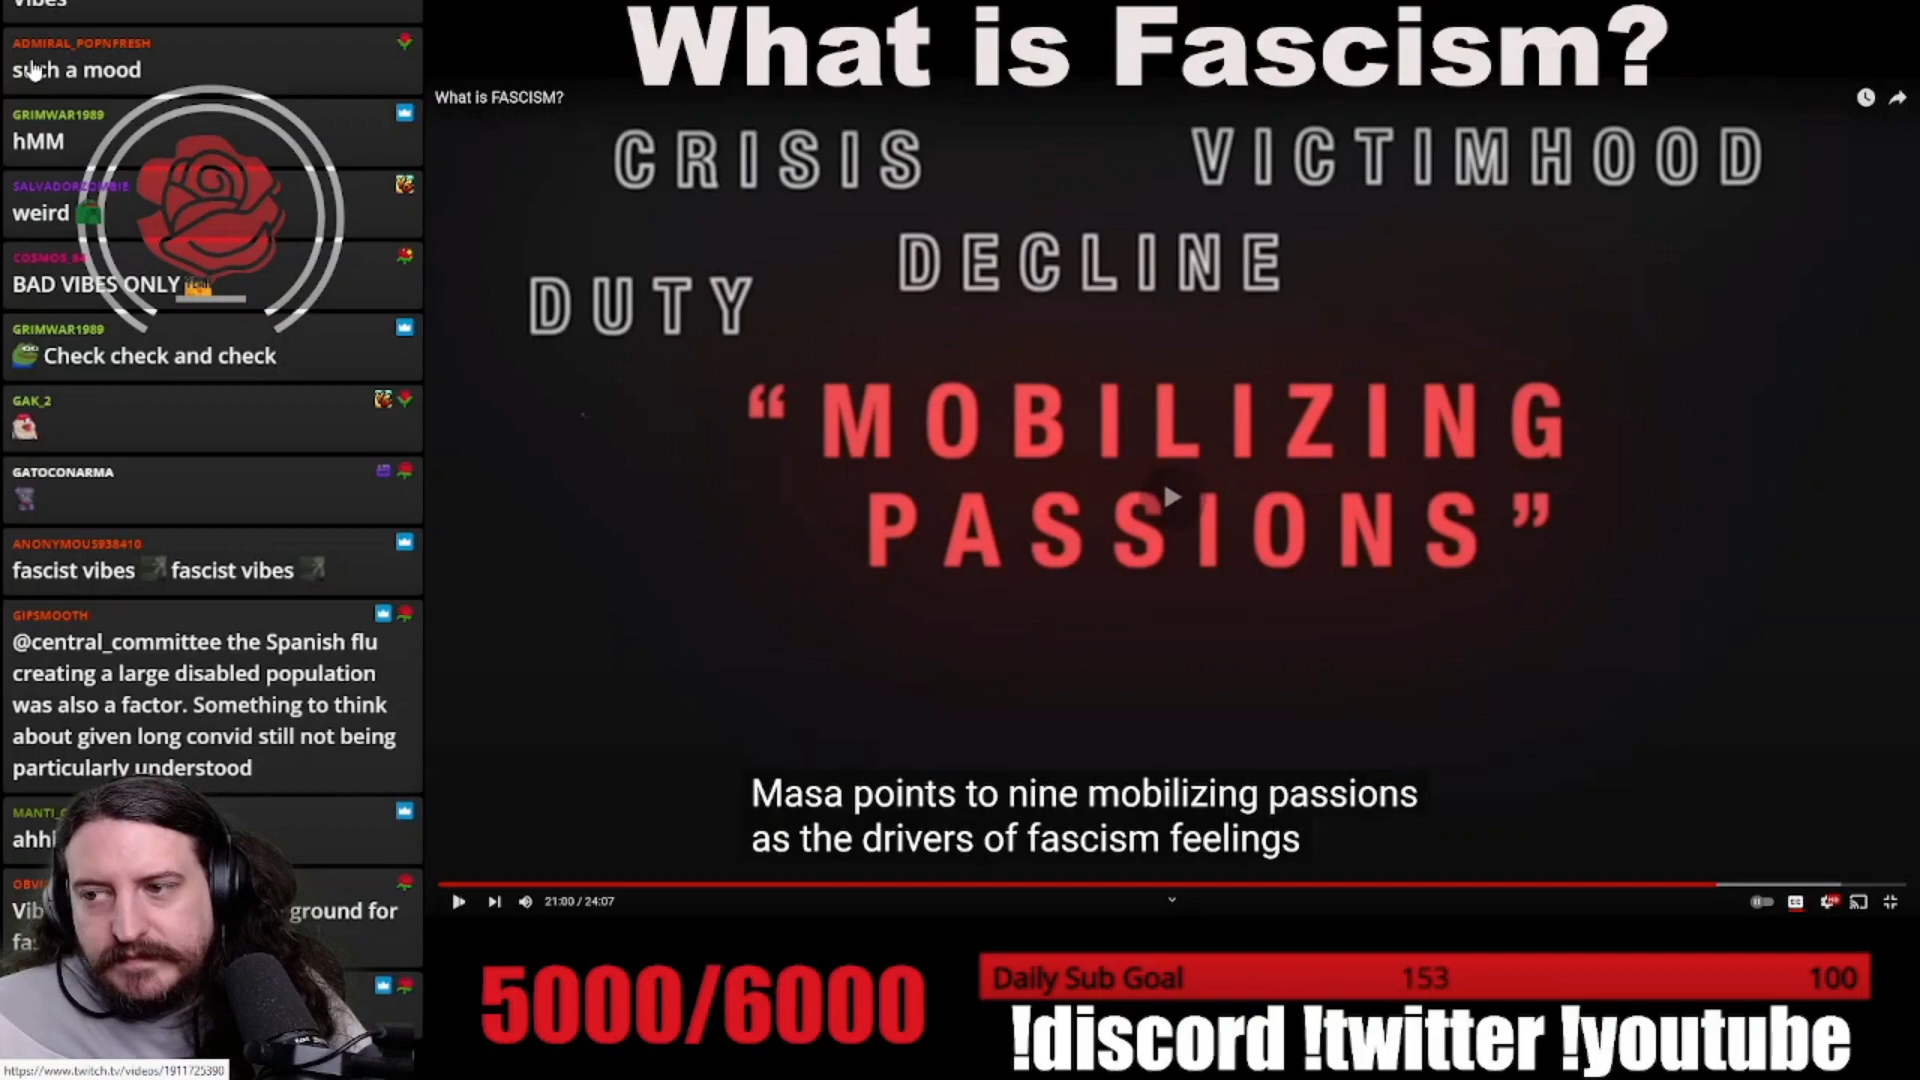 Vibes
ADMIRAL_POPNFRESH
such a mood
GRIMWAR1989
hMM
SALVADORZOMBIE
weird
COSMOS_84
BAD VIBES ONLY
GRIMWAR1989
Check check and check
GAK_2
GATOCONARMA
ANONYMOUS938410
fascist vibes fascist vibes
GIFSMOOTH
@central_committee the Spanish flu
creating a large disabled population
was also a factor. Something to think
about given long convid still not being
particularly understood
ground for
https://www.twitch.tv/videos/1911725390
What is Fascism?
What is FASCISM?
CRISIS
VICTIMHOOD
DECLINE
DUTY
“MOBILIZING
PASSIONS”
Masa points to nine mobilizing passions
as the drivers of fascism feelings
21:00 / 24:07
5000/6000
Daily Sub Goal 153 100
!discord !twitter !youtube